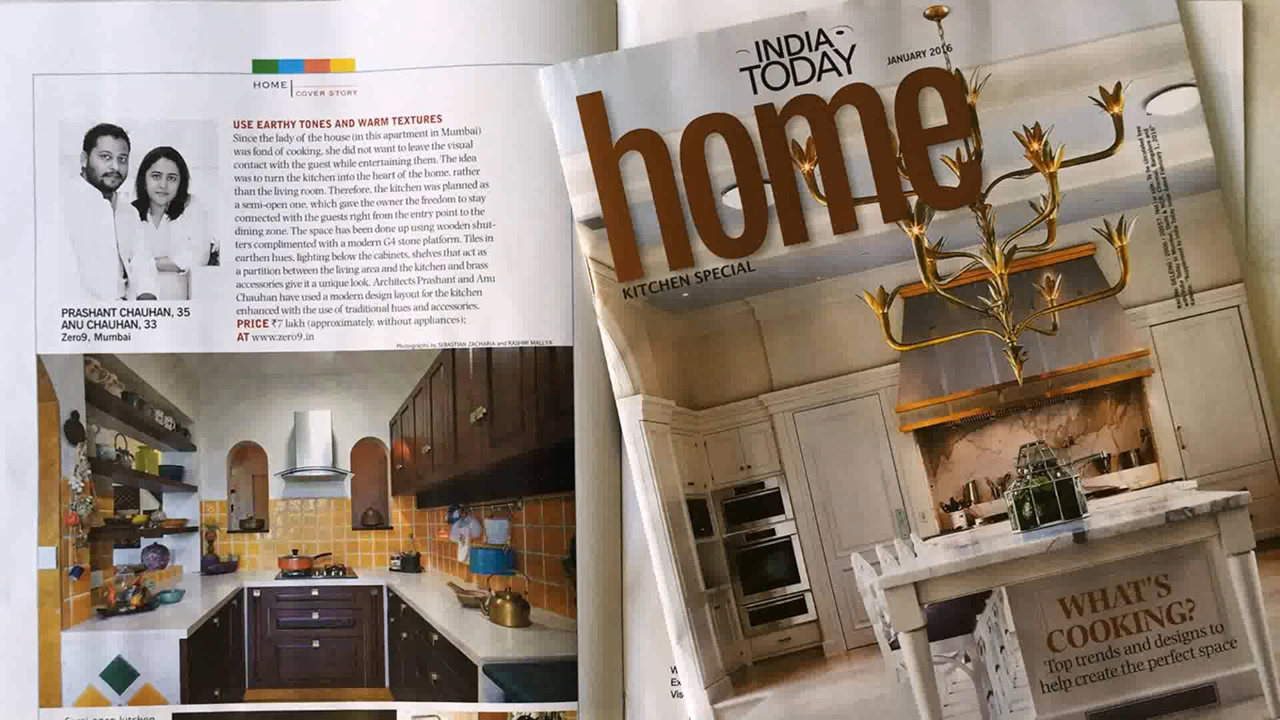 HOME
COVER STORY
USE EARTHY TONES AND WARM TEXTURES
Since the lady of the house (in this apartment in Mumbai)
was fond of cooking, she did not want to leave the visual
contact with the guest while entertaining them. The idea
was to turn the kitchen into the heart of the home, rather
than the living room. Therefore, the kitchen was planned as
a semi-open one, which gave the owner the freedom to stay
connected with the guests right from the entry point to the
dining zone. The space has been done up using wooden shut-
ters complimented with a modern G4 stone platform. Tiles in
earthen hues, lighting below the cabinets, shelves that act as
a partition between the living area and the kitchen and brass
accessories give it a unique look. Architects Prashant and Anu
Chauhan have used a modern design layout for the kitchen
enhanced with the use of traditional hues and accessories.
PRICE ₹7 lakh (approximately, without appliances);
AT www.zero9.in
PRASHANT CHAUHAN, 35
ANU CHAUHAN, 33
Zero9, Mumbai
Photographs by SEBASTIAN ZACHARIA and RASHMI MALLYA
INDIA
TODAY
JANUARY 2016
home
KITCHEN SPECIAL
WHAT'S
COOKING?
Top trends and designs to
help create the perfect space